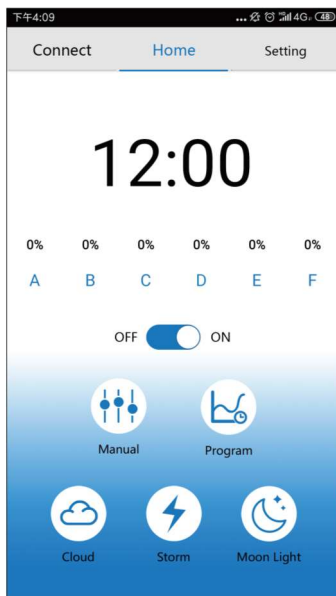 下午4:09 ... 4G 48
Connect Home Setting
12:00
0% 0% 0% 0% 0% 0%
A B C D E F
OFF ON
Manual Program
Cloud Storm Moon Light